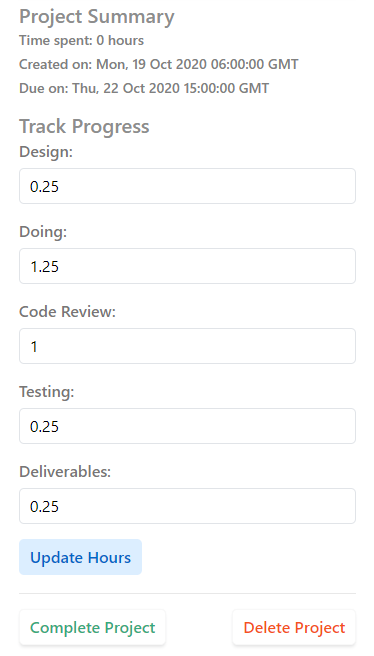 Project Summary
Time spent: 0 hours
Created on: Mon, 19 Oct 2020 06:00:00 GMT
Due on: Thu, 22 Oct 2020 15:00:00 GMT
Track Progress
Design:
0.25
Doing:
1.25
Code Review:
1
Testing:
0.25
Deliverables:
0.25
Update Hours
Complete Project Delete Project